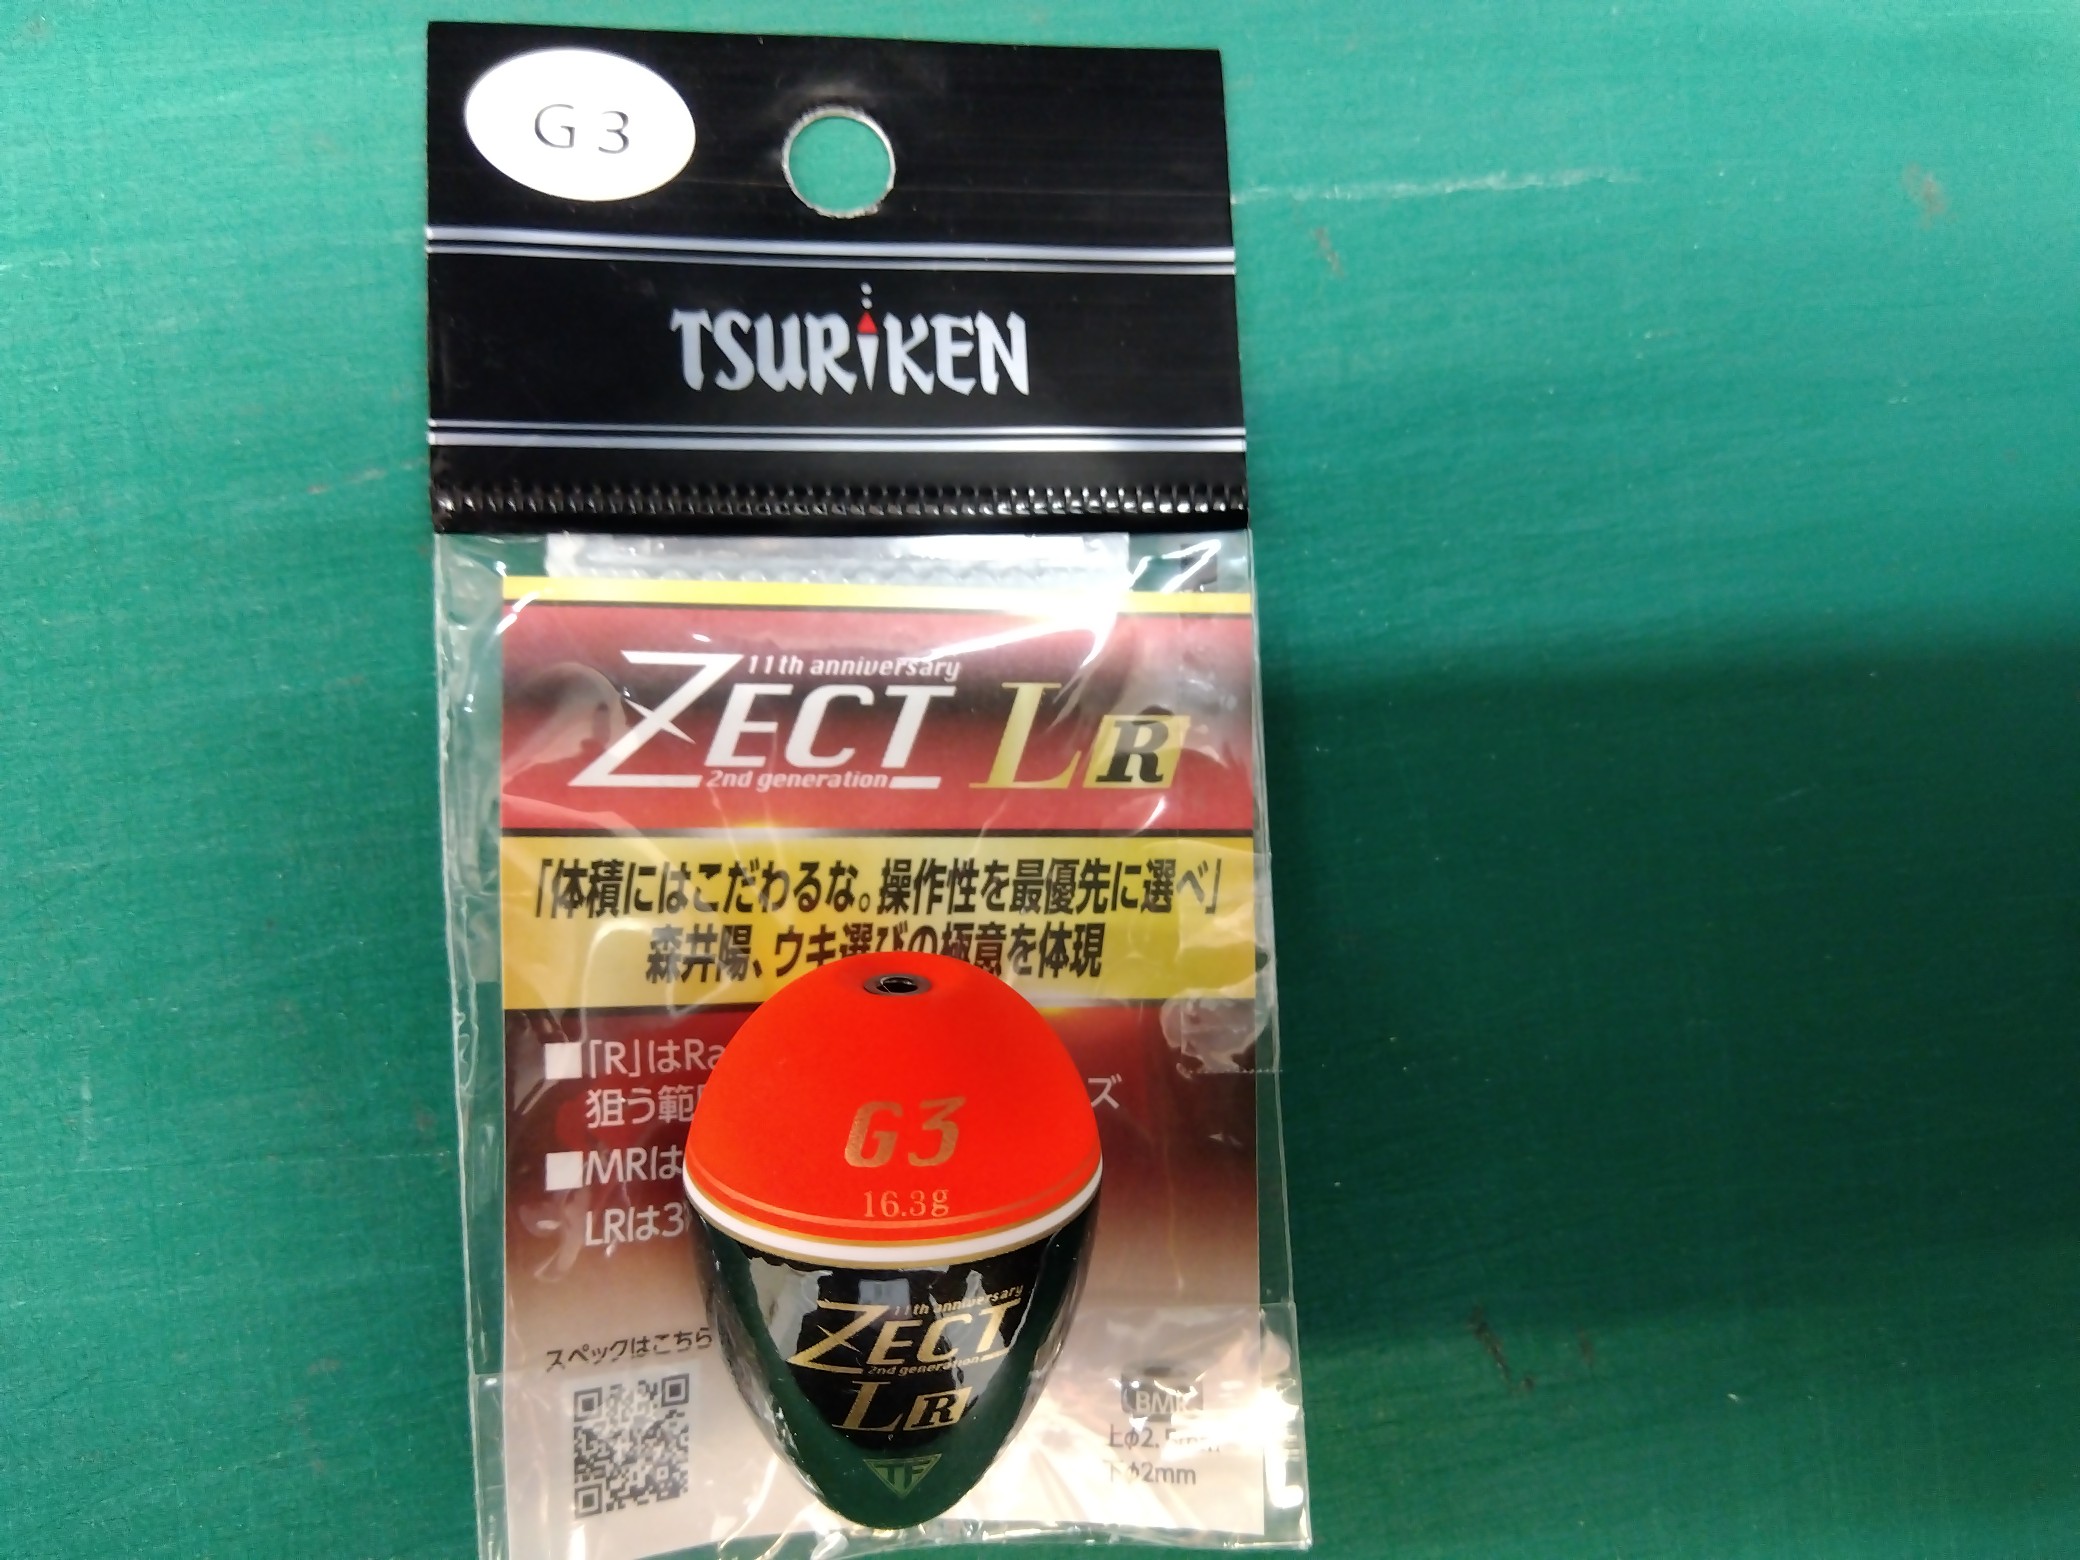 G3
TSURiKEN
11th anniversary
ZECT LR
2nd generation
「体積にはこだわるな。操作性を最優先に選べ」
森井陽、ウキ選びの極意を体現
■「R」はRa
狙う範 ズ
■MRは
LRは3
G3
16.3g
11th anniversary
ZECT
2nd generation
LR
TF
スペックはこちら
BMK
上φ2.5mm
下φ2mm